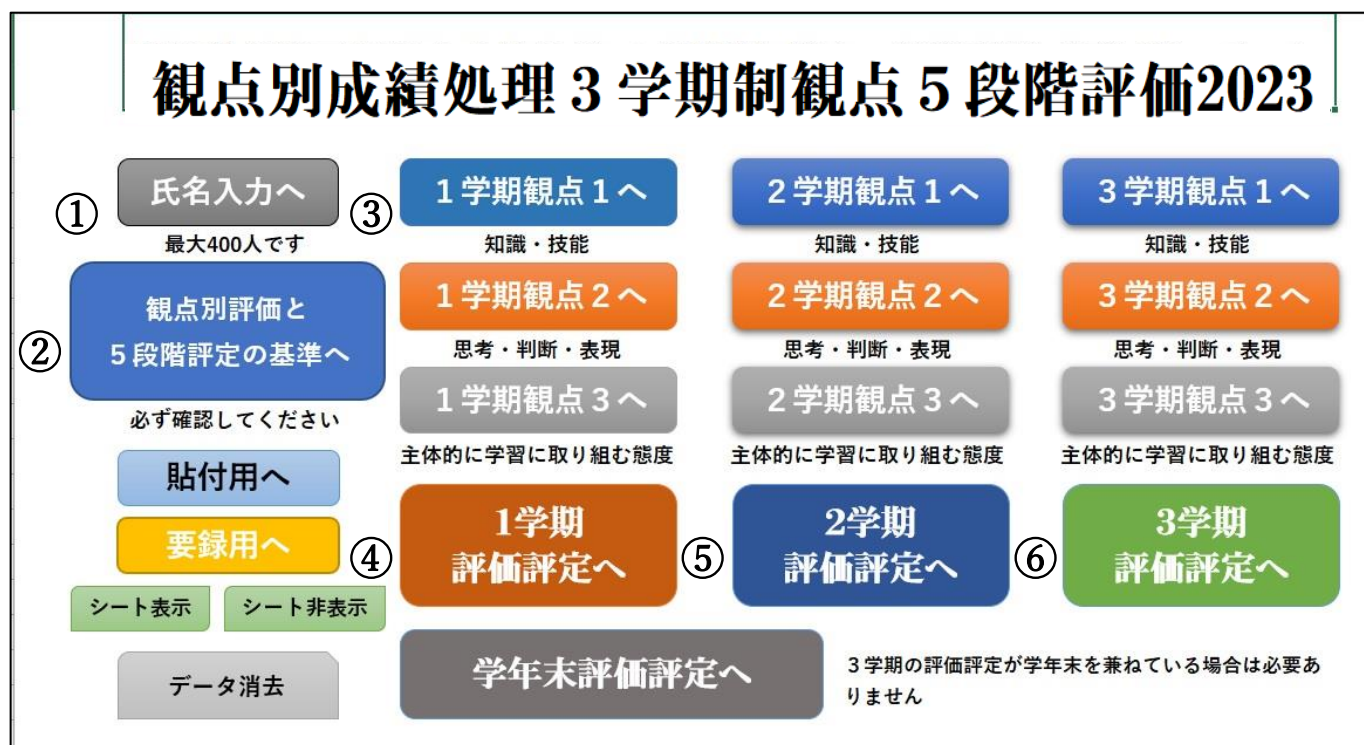 観点別成績処理３学期制観点５段階評価2023
① 氏名入力へ
最大400人です
② 観点別評価と
５段階評定の基準へ
必ず確認してください
貼付用へ
要録用へ
シート表示
シート非表示
データ消去
③ １学期観点１へ
知識・技能
１学期観点２へ
思考・判断・表現
１学期観点３へ
主体的に学習に取り組む態度
④ 1学期
評価評定へ
２学期観点１へ
知識・技能
２学期観点２へ
思考・判断・表現
２学期観点３へ
主体的に学習に取り組む態度
⑤ 2学期
評価評定へ
３学期観点１へ
知識・技能
３学期観点２へ
思考・判断・表現
３学期観点３へ
主体的に学習に取り組む態度
⑥ 3学期
評価評定へ
学年末評価評定へ
３学期の評価評定が学年末を兼ねている場合は必要あ
りません